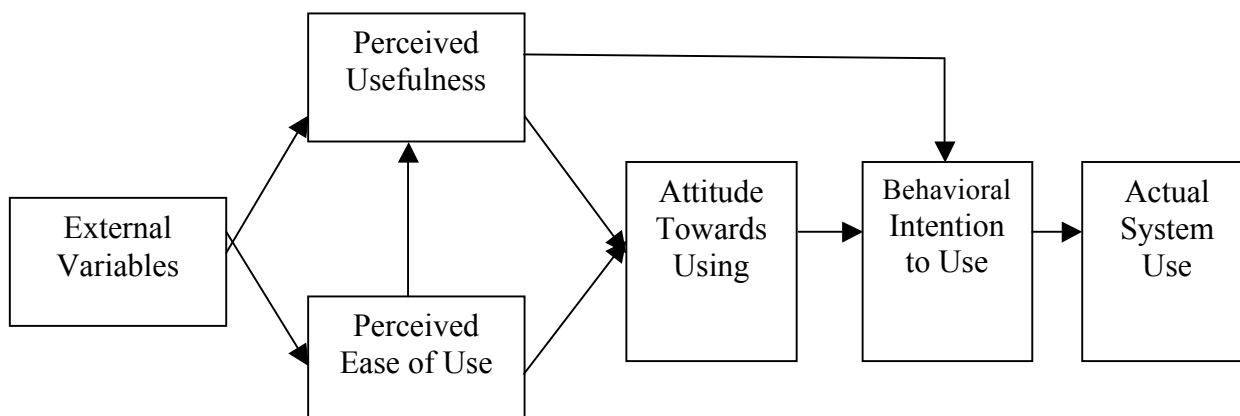 Perceived
Usefulness
External
Variables
Perceived
Ease of Use
Attitude
Towards
Using
Behavioral
Intention
to Use
Actual
System
Use